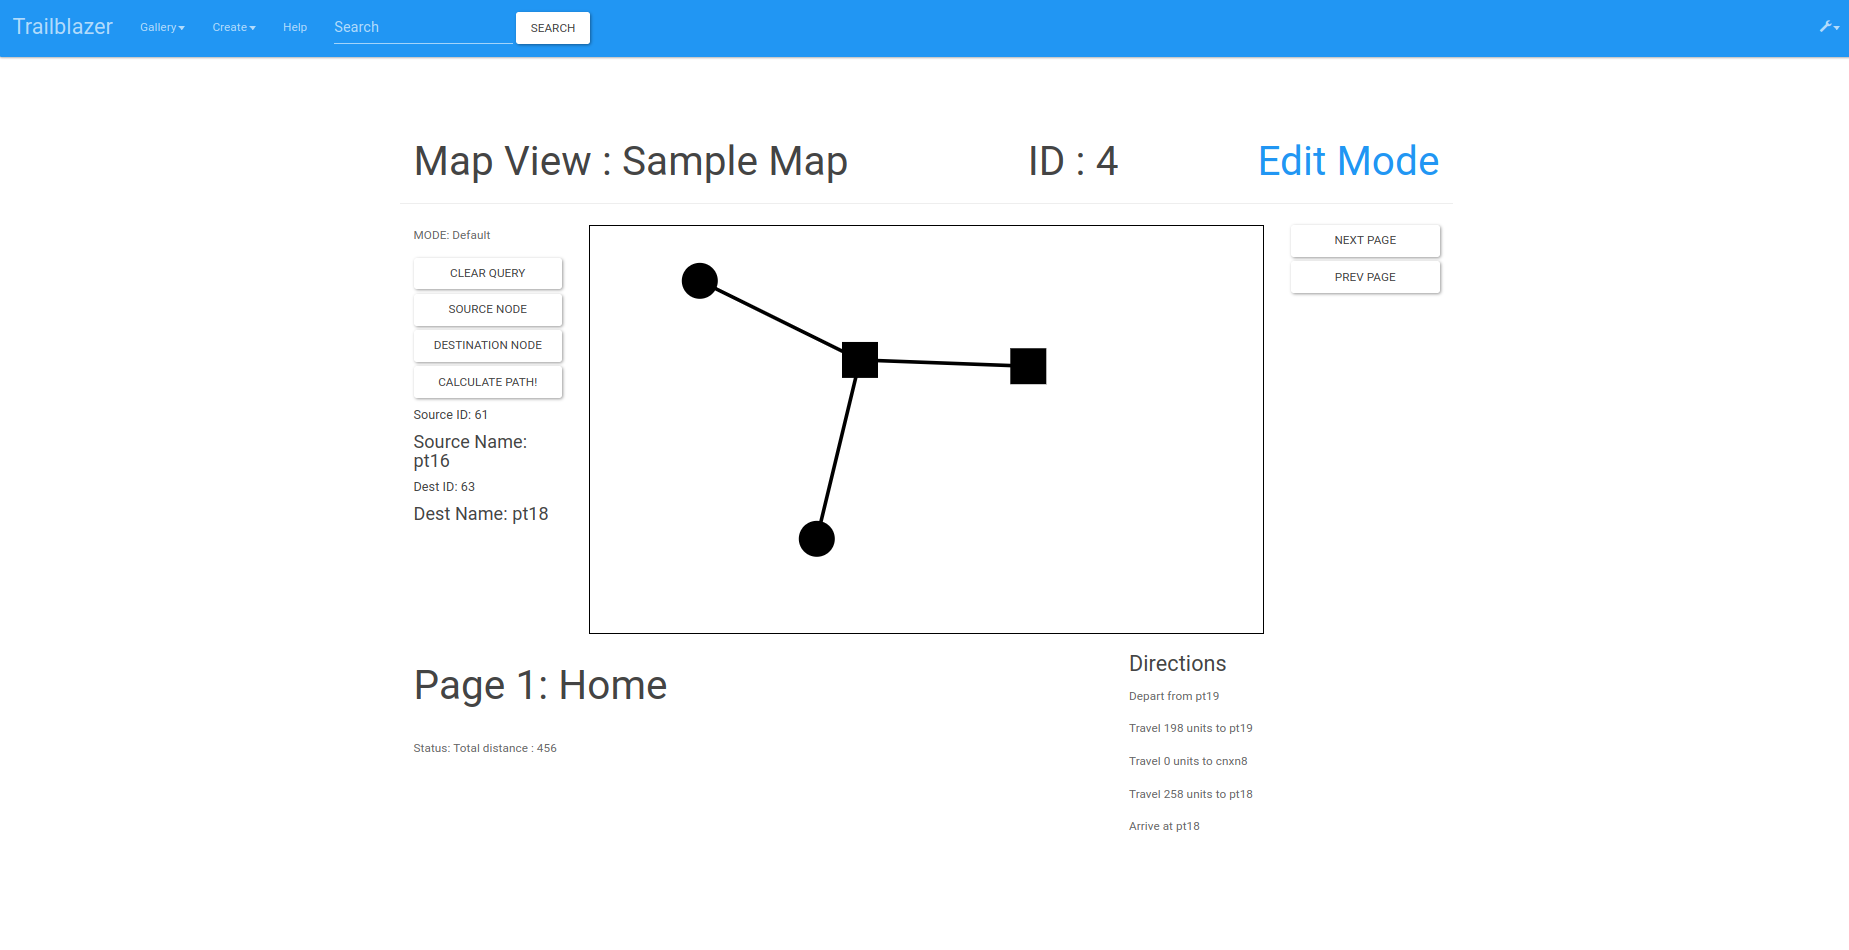 Trailblazer Gallery Create Help Search SEARCH
Map View : Sample Map ID : 4 Edit Mode
MODE: Default
CLEAR QUERY
SOURCE NODE
DESTINATION NODE
CALCULATE PATH!
Source ID: 61
Source Name:
pt16
Dest ID: 63
Dest Name: pt18
NEXT PAGE
PREV PAGE
Page 1: Home
Status: Total distance : 456
Directions
Depart from pt19
Travel 198 units to pt19
Travel 0 units to cnxn8
Travel 258 units to pt18
Arrive at pt18